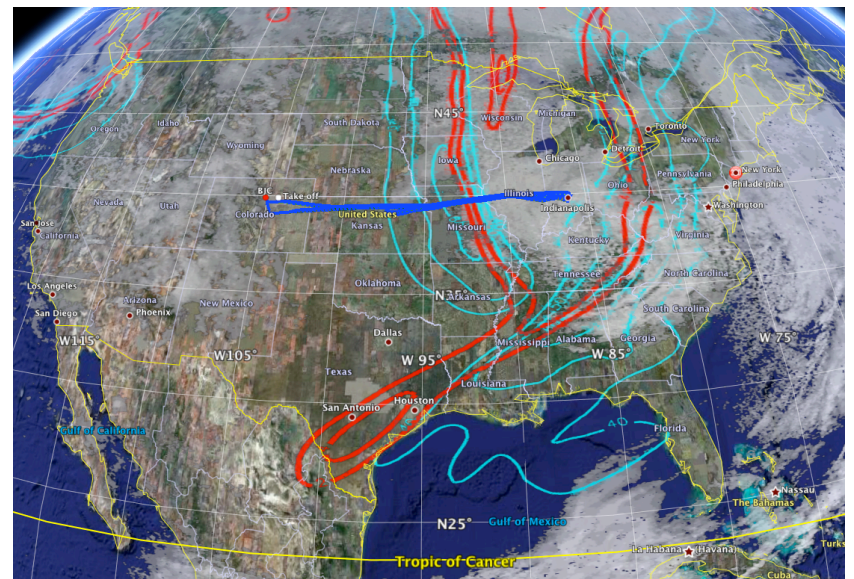 Toronto
N45°
Wisconsin
Michigan
New York
Oregon
Idaho
South Dakota
Detroit
Wyoming
Iowa
Chicago
Nebraska
Pennsylvania
New York
Ohio
Philadelphia
BJC
Take off
Illinois
Nevada
Utah
Indianapolis
Washington
Colorado
United States
San Jose
California
Kansas
Missouri
Virginia
Kentucky
Tennessee
North Carolina
Los Angeles
Oklahoma
N35°
Arkansas
Arizona
New Mexico
South Carolina
San Diego
Phoenix
Dallas
W115°
W105°
W 95°
Mississippi
Alabama
Georgia
W 85°
W 75°
Texas
Louisiana
San Antonio
Houston
Gulf of California
40
Florida
Nassau
The Bahamas
N25°
Gulf of Mexico
Turks
La Habana (Havana)
Tropic of Cancer
Cuba